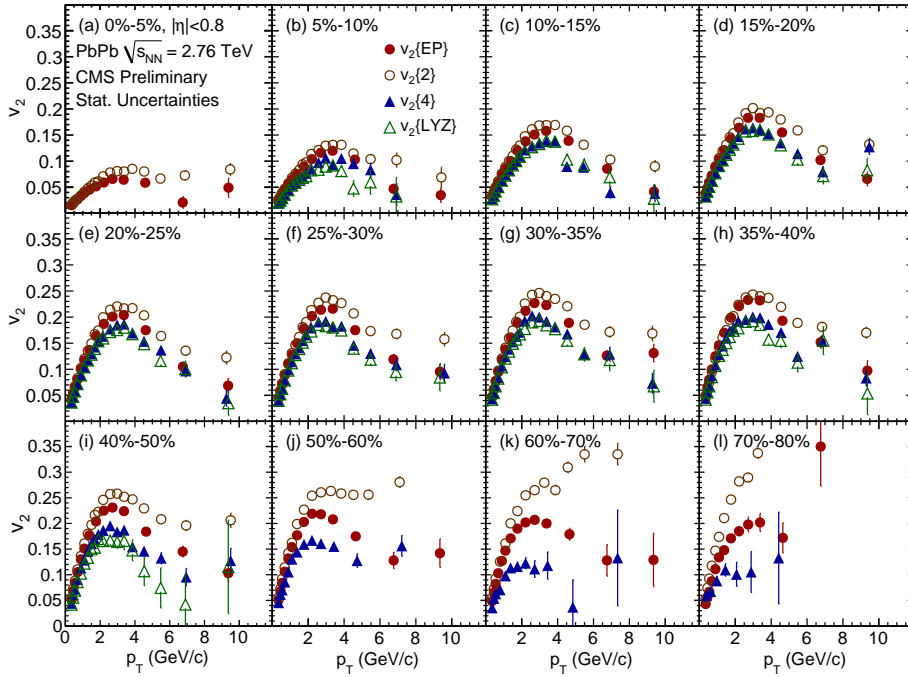 (a) 0%-5%, |η|<0.8
PbPb √s_NN = 2.76 TeV
CMS Preliminary
Stat. Uncertainties
(b) 5%-10%
v2{EP}
v2{2}
v2{4}
v2{LYZ}
(c) 10%-15%
(d) 15%-20%
v2
0.35
0.3
0.25
0.2
0.15
0.1
0.05
(e) 20%-25%
(f) 25%-30%
(g) 30%-35%
(h) 35%-40%
v2
0.35
0.3
0.25
0.2
0.15
0.1
0.05
(i) 40%-50%
(j) 50%-60%
(k) 60%-70%
(l) 70%-80%
v2
0.35
0.3
0.25
0.2
0.15
0.1
0.05
0
0 2 4 6 8 10
2 4 6 8 10
2 4 6 8 10
2 4 6 8 10
pT (GeV/c)
pT (GeV/c)
pT (GeV/c)
pT (GeV/c)